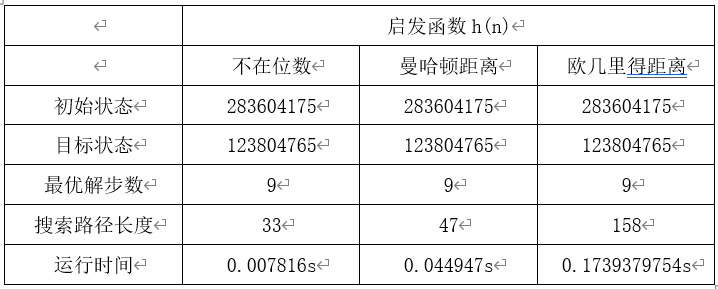 启发函数 h(n)
不在位数 曼哈顿距离 欧几里得距离
初始状态 283604175 283604175 283604175
目标状态 123804765 123804765 123804765
最优解步数 9 9 9
搜索路径长度 33 47 158
运行时间 0.007816s 0.044947s 0.1739379754s